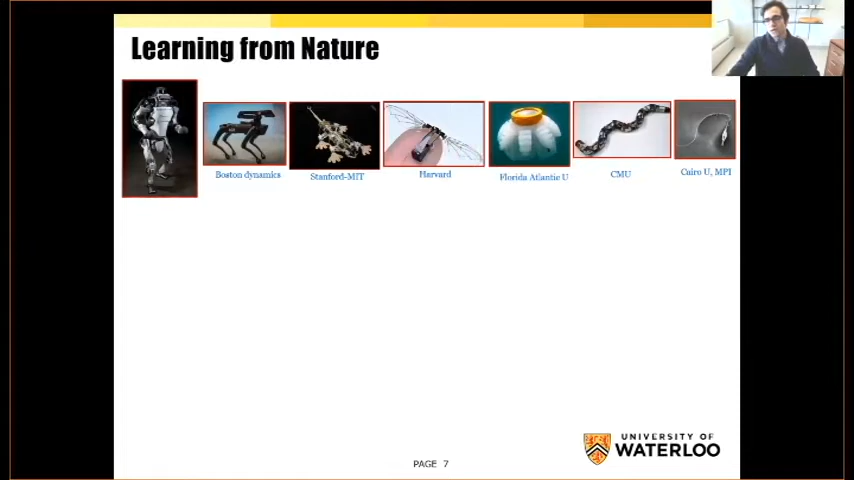 Learning from Nature
Boston dynamics
Stanford-MIT
Harvard
Florida Atlantic U
CMU
Cairo U, MPI
UNIVERSITY OF
WATERLOO
PAGE 7